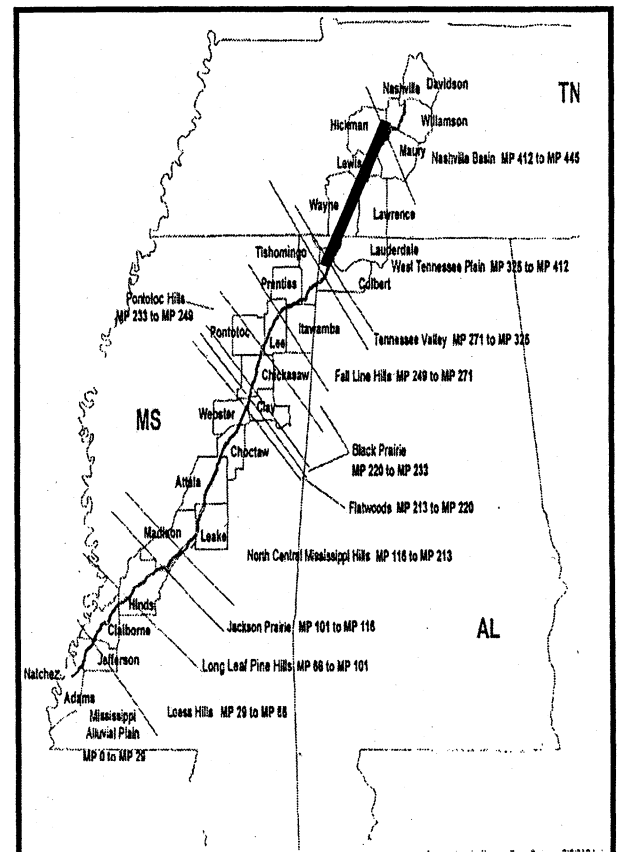 Davidson
Nashville
TN
Hickman
Willamson
Maury
Nashville Basin MP 412 to MP 445
Lewis
Wayne
Lawrence
Lauderdale
Tishomingo
West Tennessee Plain MP 325 to MP 412
Prentiss
Colbert
Pontotoc Hills
MP 233 to MP 249
Itawamba
Pontotoc
Lee
Tennessee Valley MP 271 to MP 325
Chickasaw
Fall Line Hills MP 249 to MP 271
MS
Webster
Clay
Choctaw
Black Prairie
MP 220 to MP 233
Attala
Flatwoods MP 213 to MP 220
Madison
Leake
North Central Mississippi Hills MP 116 to MP 213
Hinds
Jackson Prairie MP 101 to MP 116
AL
Claiborne
Jefferson
Long Leaf Pine Hills MP 66 to MP 101
Natchez
Adams
Loess Hills MP 29 to MP 66
Mississippi
Alluvial Plain
MP 0 to MP 29